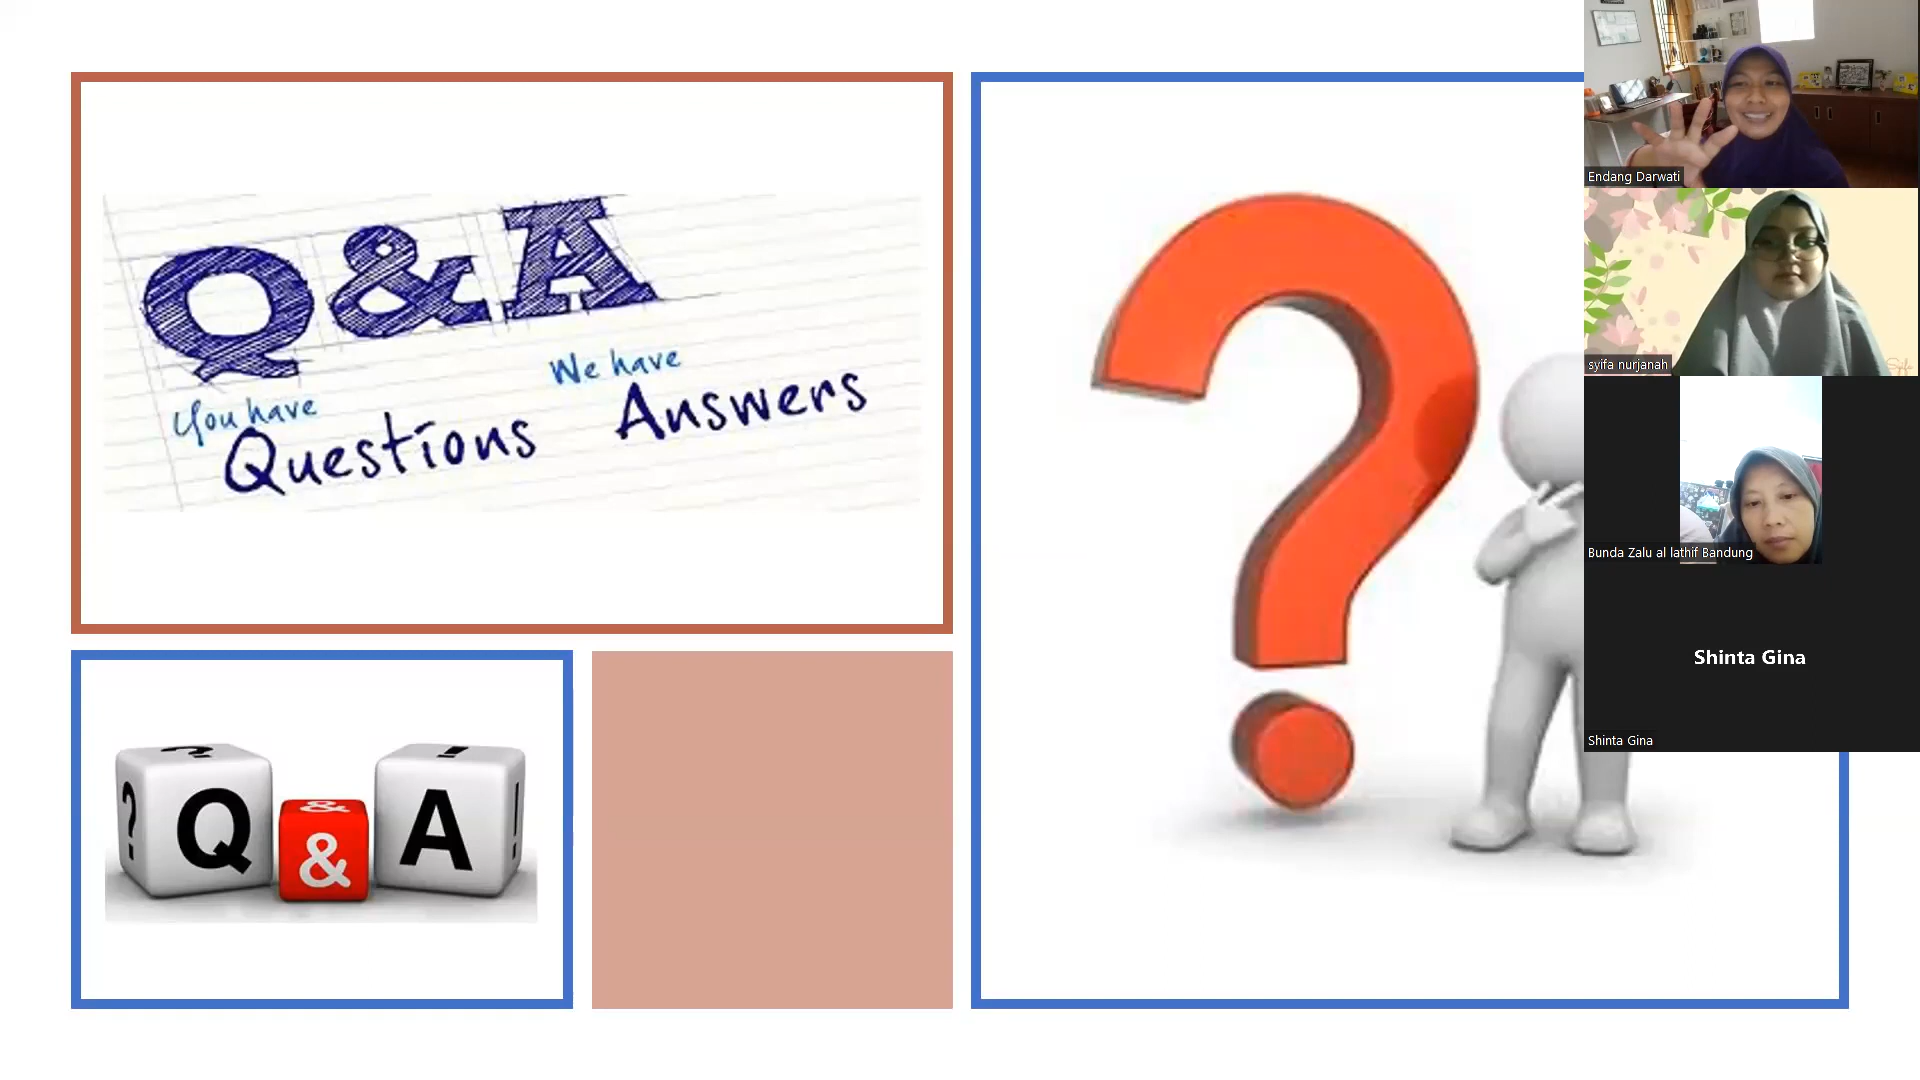 Q & A
You have
Questions
We have
Answers
? Q ? & & A ! !
Endang Darwati
syifa nurjanah
Bunda Zalu al lathif Bandung
Shinta Gina
Shinta Gina